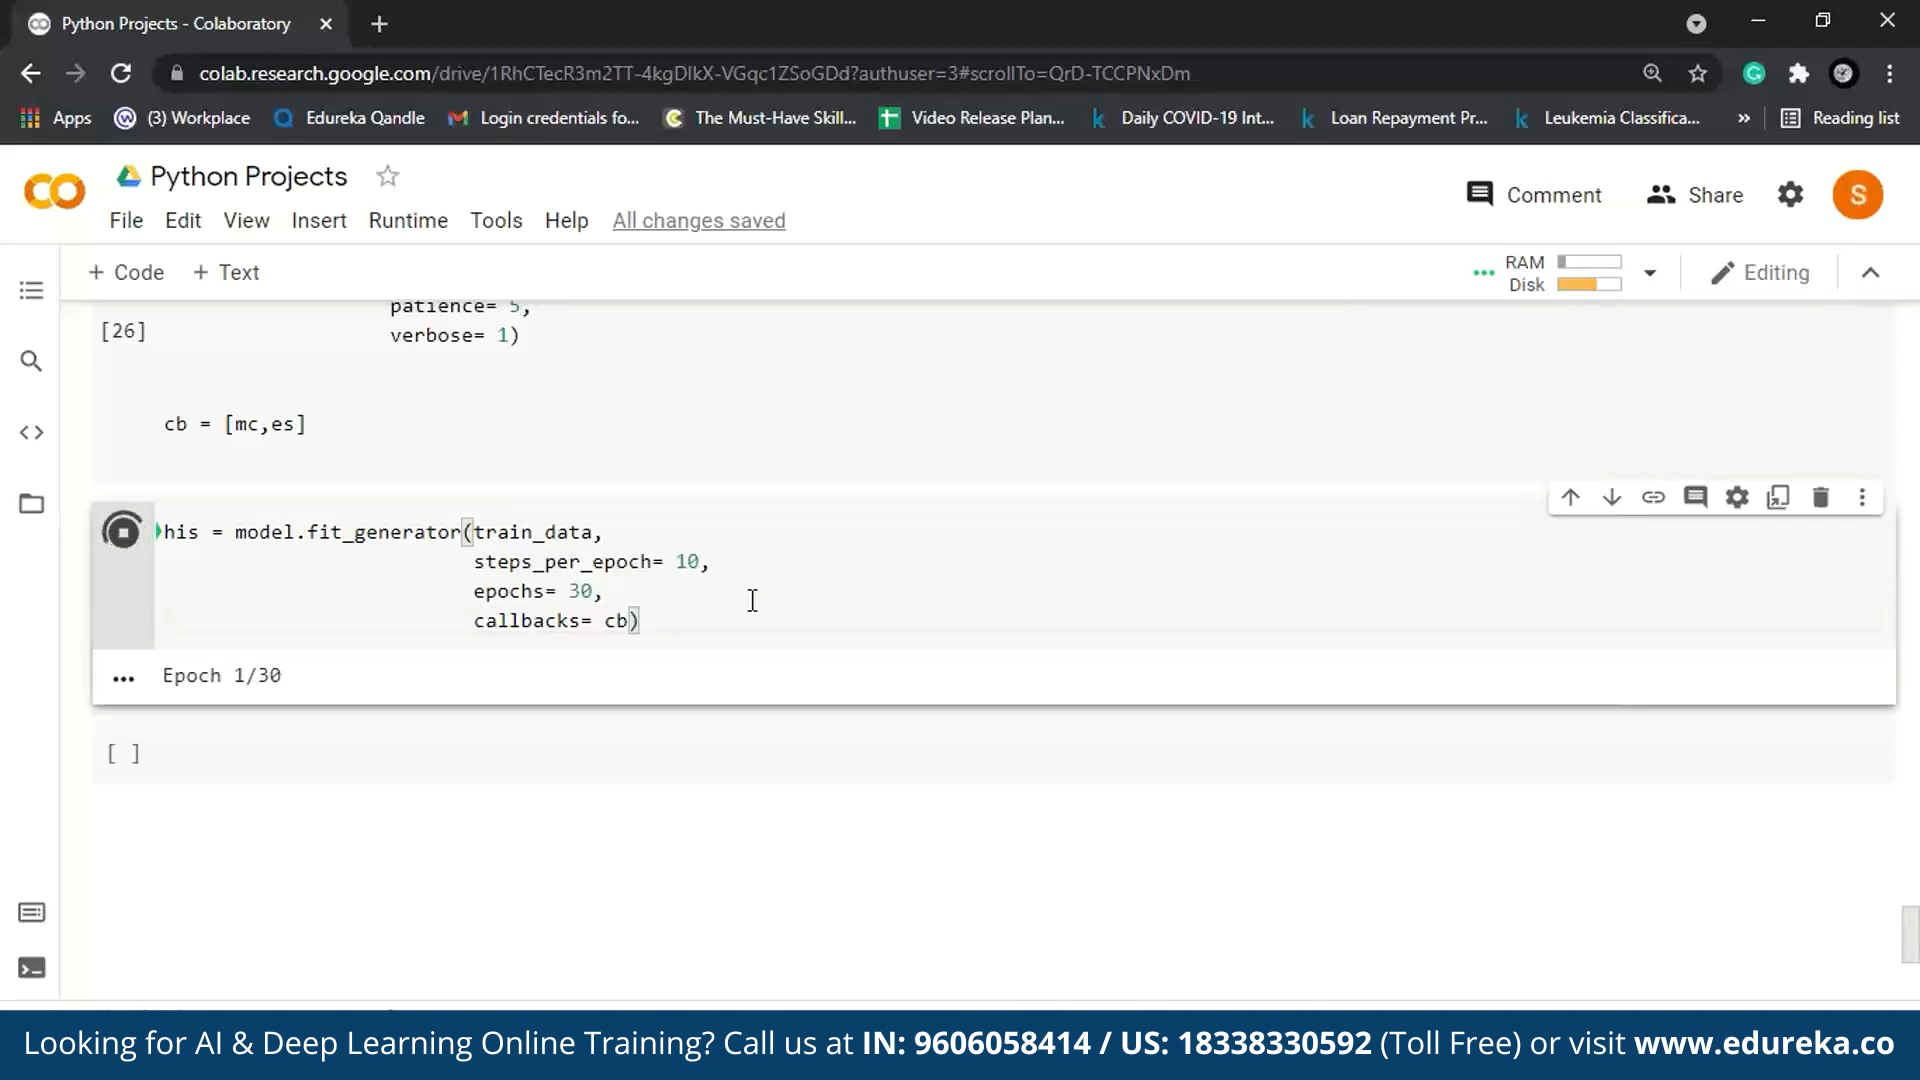 Python Projects - Colaboratory
colab.research.google.com/drive/1RhCTecR3m2TT-4kgDlkX-VGqc1ZSoGDd?authuser=3#scrollTo=QrD-TCCPNxDm
Apps (3) Workplace Edureka Qandle Login credentials fo... The Must-Have Skill... Video Release Plan... Daily COVID-19 Int... Loan Repayment Pr... Leukemia Classifica... » Reading list
Python Projects
Comment Share S
File Edit View Insert Runtime Tools Help All changes saved
+ Code + Text
RAM
Disk
Editing
patience= 5,
[26]
verbose= 1)
cb = [mc,es]
his = model.fit_generator(train_data,
steps_per_epoch= 10,
epochs= 30,
callbacks= cb)
... Epoch 1/30
[ ]
Looking for AI & Deep Learning Online Training? Call us at IN: 9606058414 / US: 18338330592 (Toll Free) or visit www.edureka.co